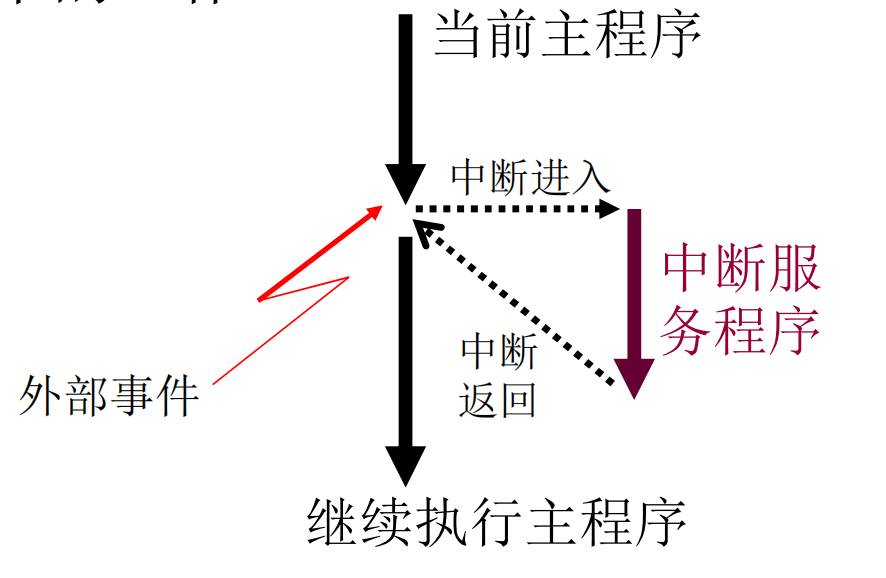 当前主程序
中断进入
中断服
务程序
中断
返回
外部事件
继续执行主程序